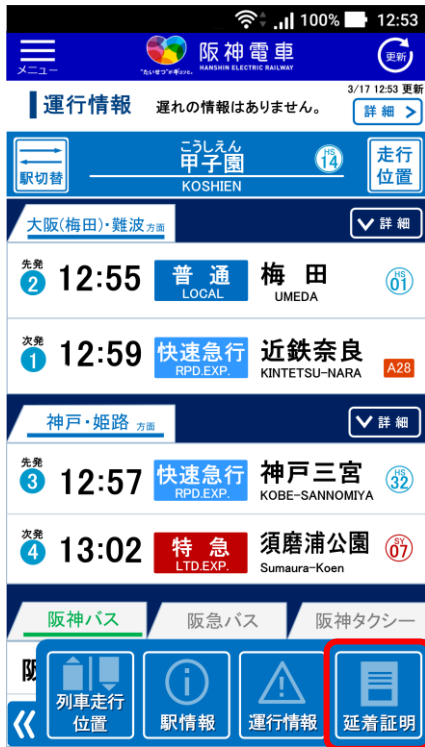 100% 12:53
メニュー
"たいせつ"がギュッと。
阪神電車
HANSHIN ELECTRIC RAILWAY
更新
運行情報 遅れの情報はありません。
3/17 12:53 更新
詳細 >
駅切替
こうしえん
甲子園
KOSHIEN
HS
14
走行
位置
大阪(梅田)・難波方面
詳細
先発
2 12:55 普通 梅田
LOCAL UMEDA
HS
01
次発
1 12:59 快速急行 近鉄奈良
RPD.EXP. KINTETSU-NARA
A28
神戸・姫路 方面
詳細
先発
3 12:57 快速急行 神戸三宮
RPD.EXP. KOBE-SANNOMIYA
HS
32
次発
4 13:02 特急 須磨浦公園
LTD.EXP. Sumaura-Koen
SY
07
阪神バス 阪急バス 阪神タクシー
列車走行
位置
駅情報
運行情報
延着証明